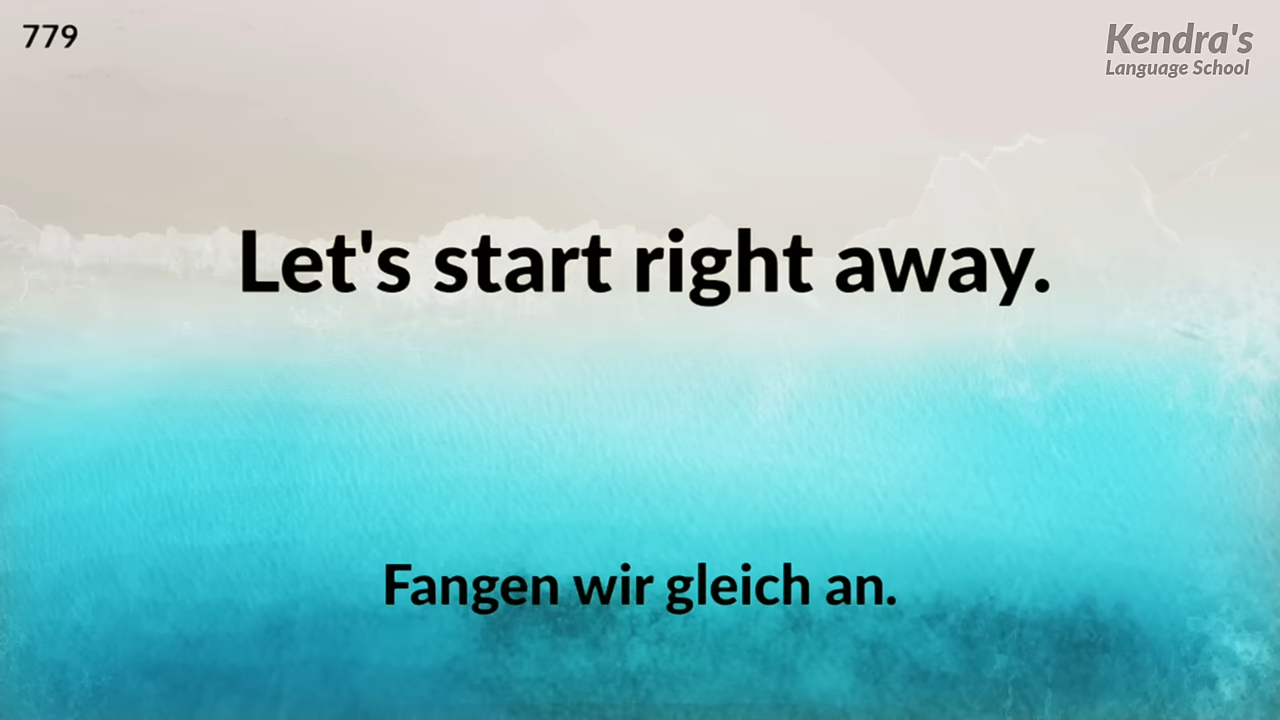 779
Kendra's
Language School
Let's start right away.
Fangen wir gleich an.